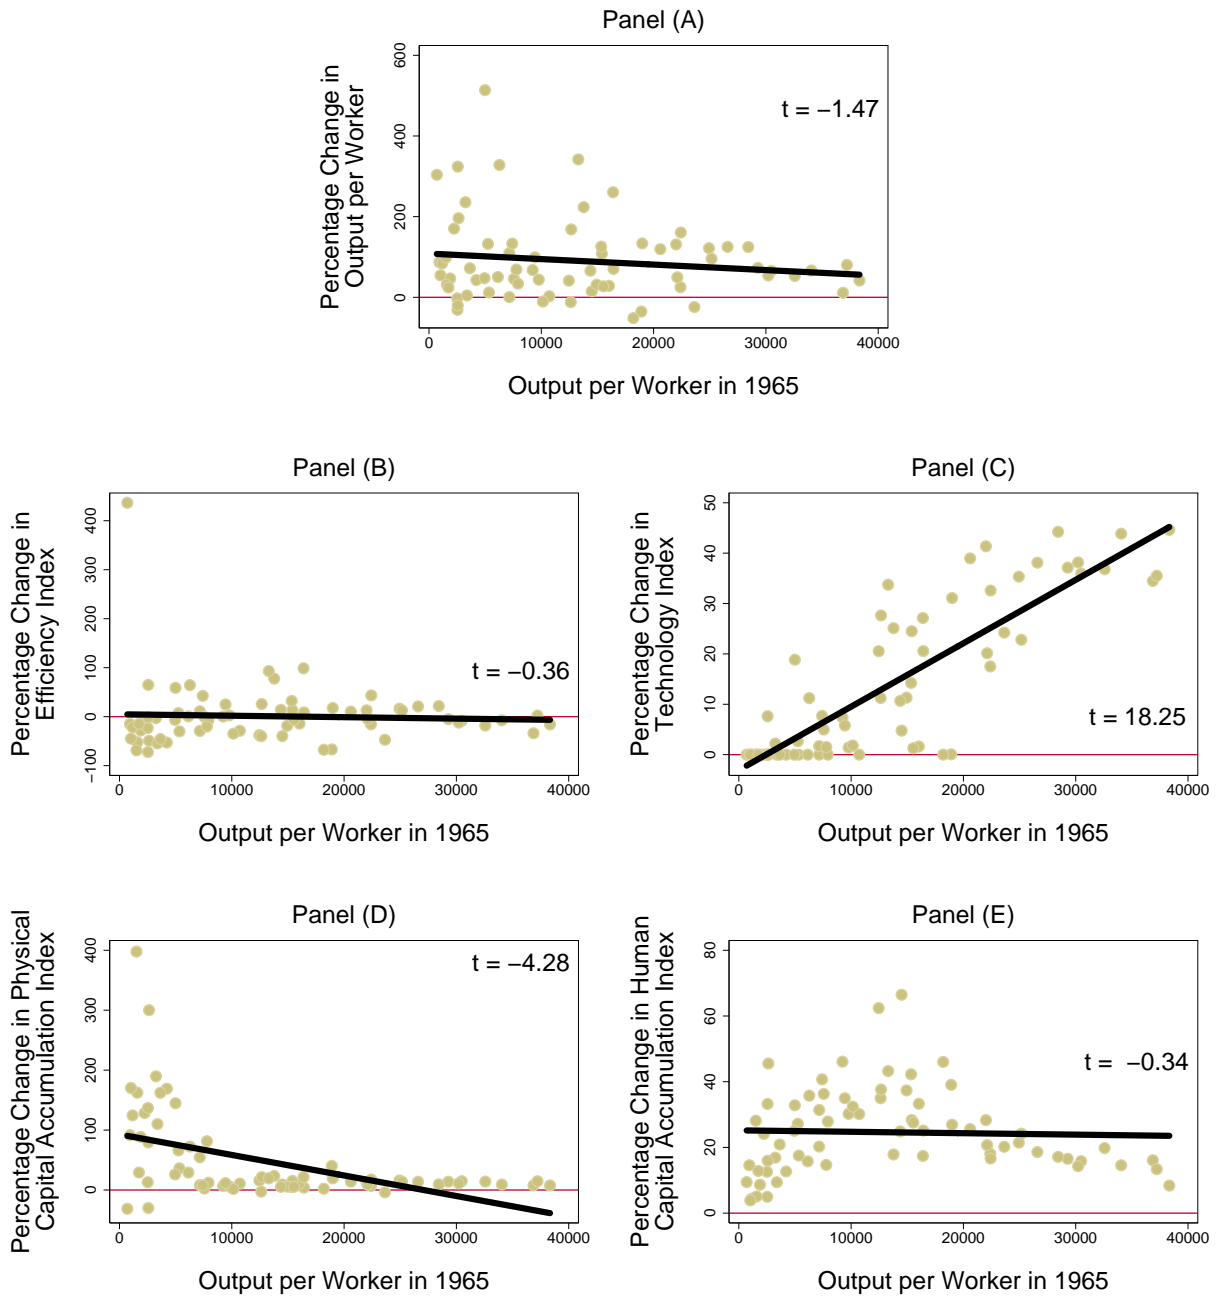 Panel (A)
Percentage Change in
Output per Worker
600
400
200
0
t = −1.47
0 10000 20000 30000 40000
Output per Worker in 1965
Panel (B)
Percentage Change in
Efficiency Index
400
300
200
100
0
−100
t = −0.36
0 10000 20000 30000 40000
Output per Worker in 1965
Panel (C)
Percentage Change in
Technology Index
50
40
30
20
10
0
t = 18.25
0 10000 20000 30000 40000
Output per Worker in 1965
Panel (D)
Percentage Change in Physical
Capital Accumulation Index
400
300
200
100
0
t = −4.28
0 10000 20000 30000 40000
Output per Worker in 1965
Panel (E)
Percentage Change in Human
Capital Accumulation Index
80
60
40
20
0
t = −0.34
0 10000 20000 30000 40000
Output per Worker in 1965